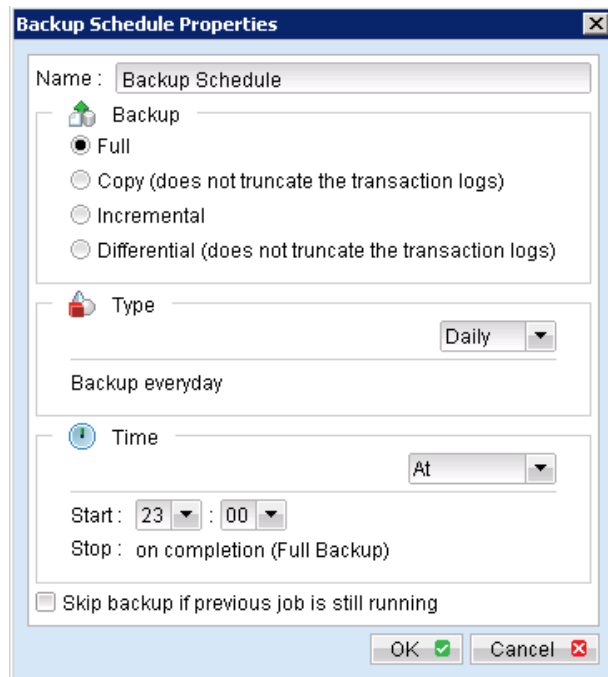 Backup Schedule Properties
Name : Backup Schedule
Backup
Full
Copy (does not truncate the transaction logs)
Incremental
Differential (does not truncate the transaction logs)
Type
Daily
Backup everyday
Time
At
Start : 23 : 00
Stop : on completion (Full Backup)
Skip backup if previous job is still running
OK Cancel